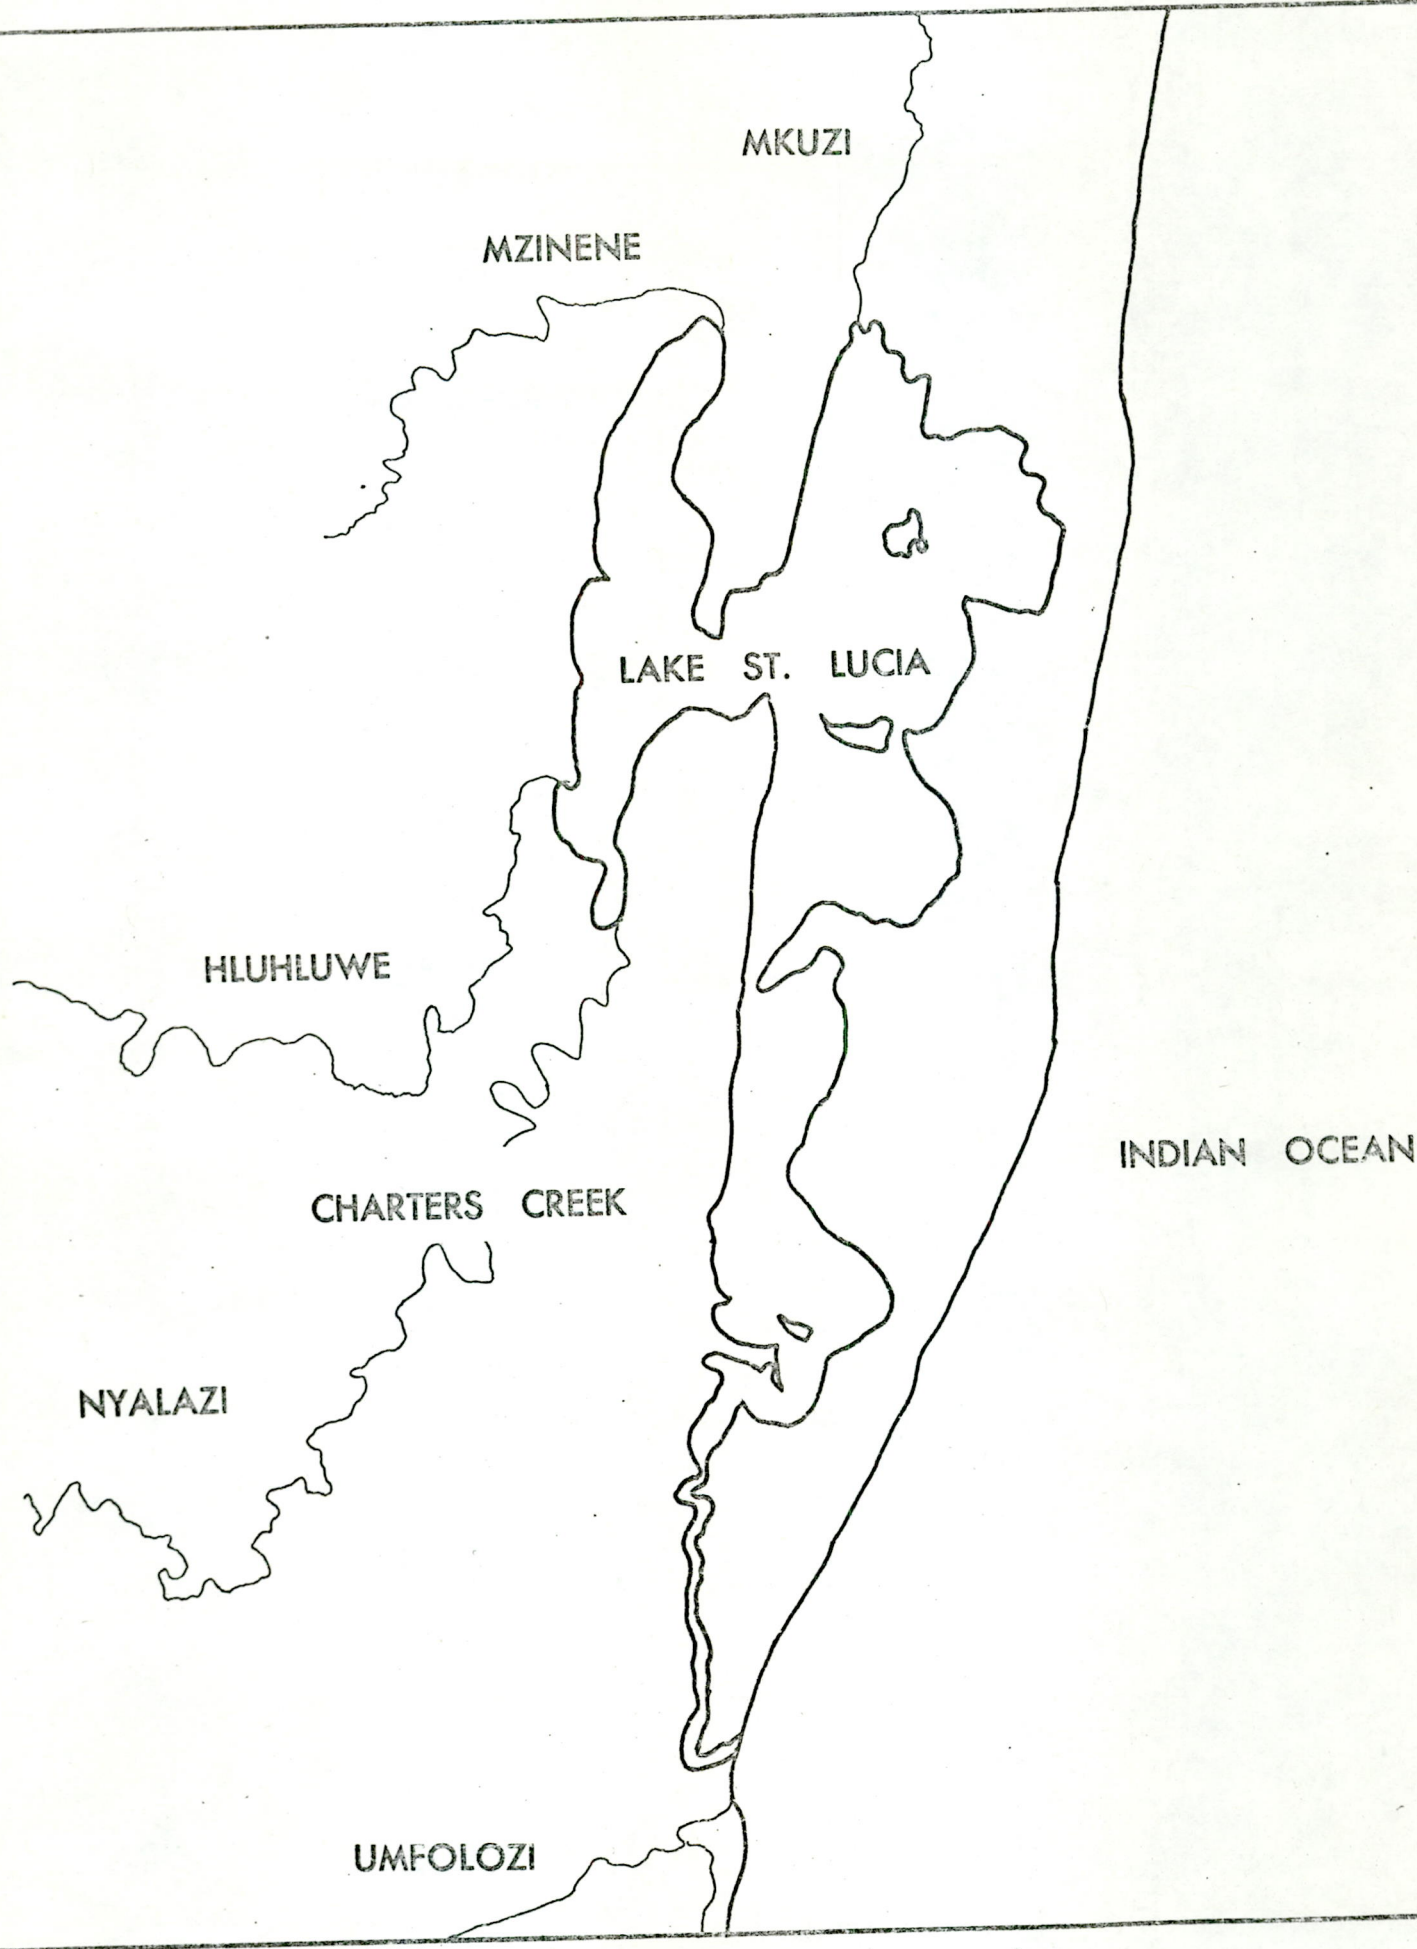 MKUZI
MZINENE
LAKE ST. LUCIA
HLUHLUWE
INDIAN OCEAN
CHARTERS CREEK
NYALAZI
UMFOLOZI